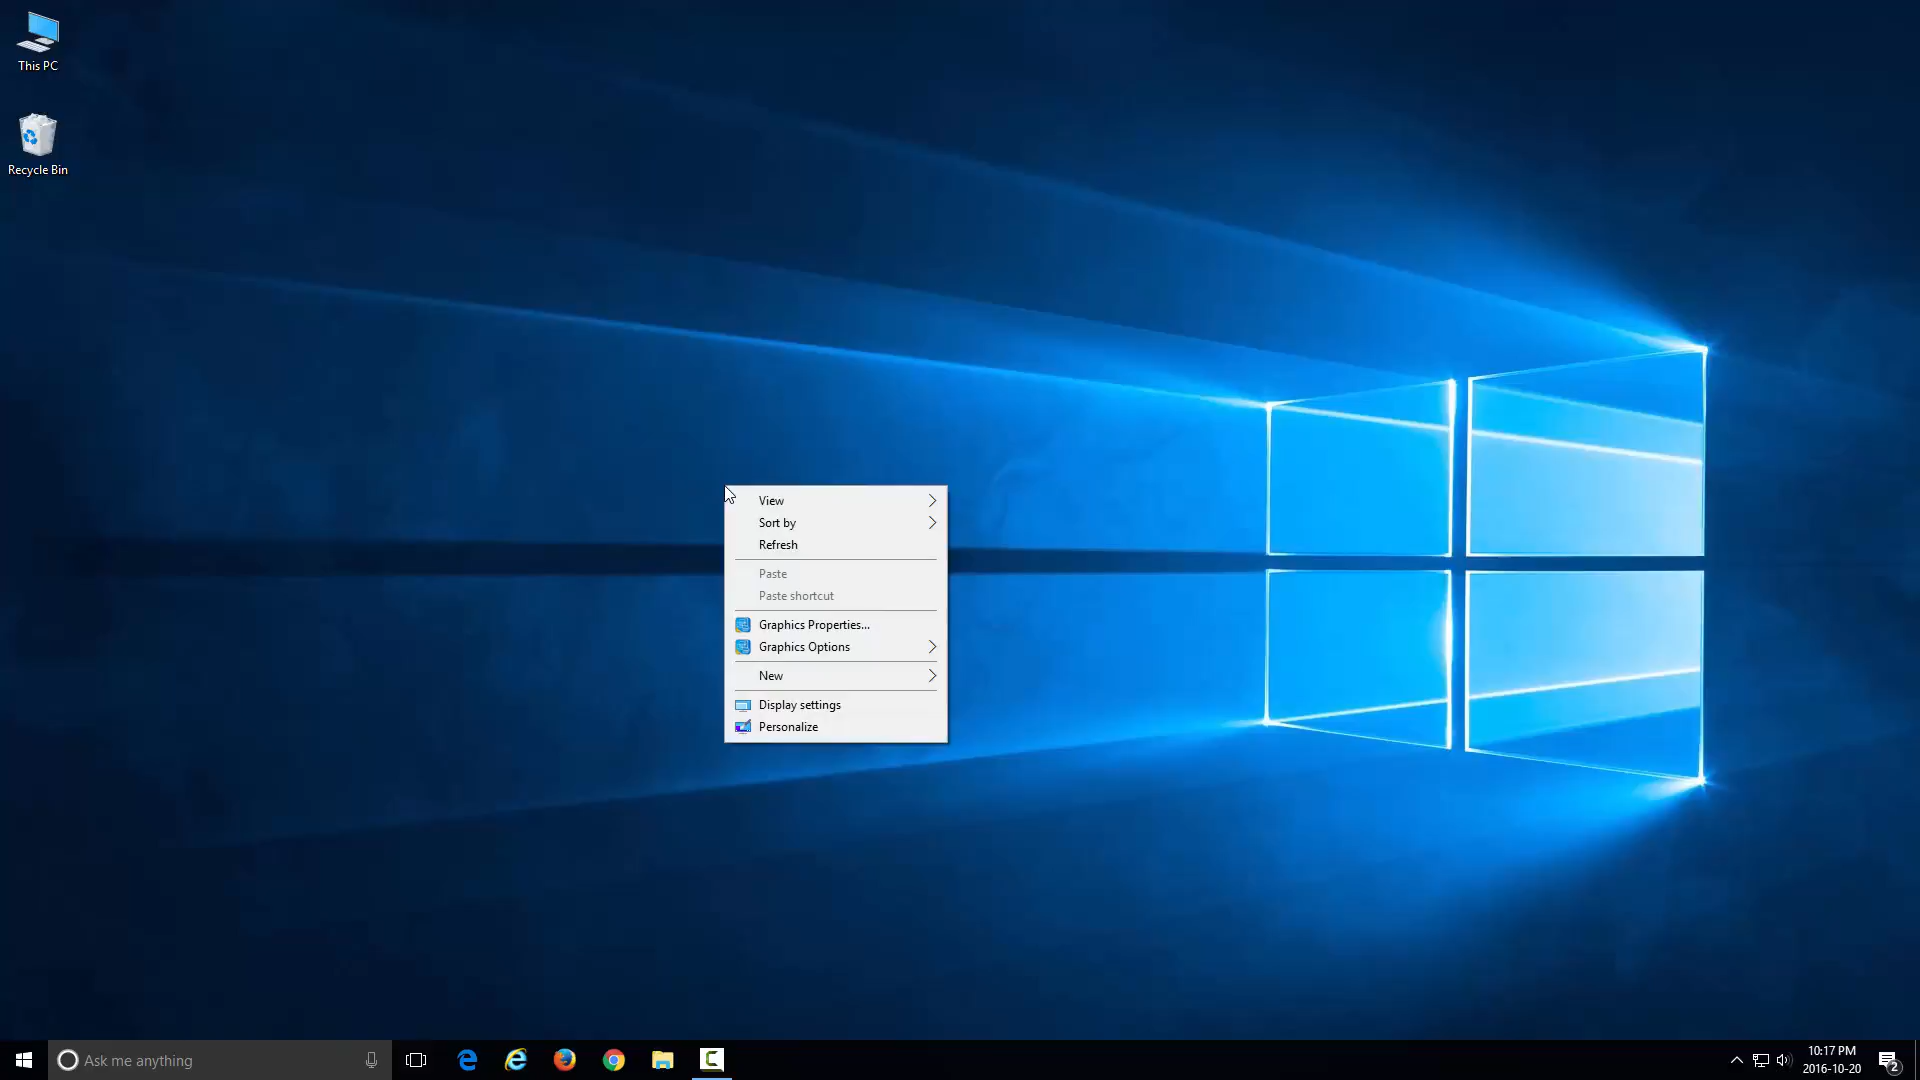 This PC
Recycle Bin
View
Sort by
Refresh
Paste
Paste shortcut
Graphics Properties...
Graphics Options
New
Display settings
Personalize
Ask me anything
10:17 PM
2016-10-20
2